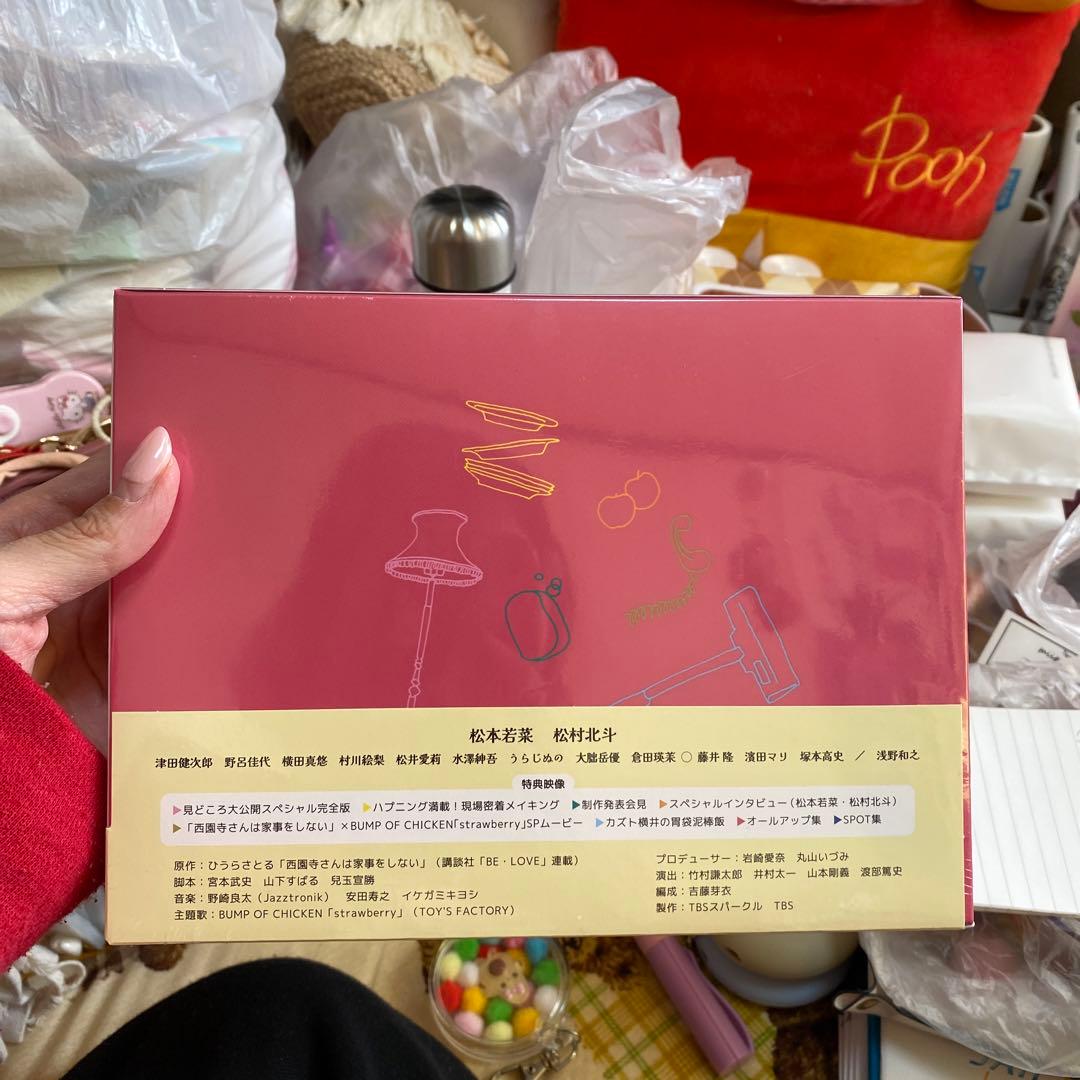 Pooh
松本若菜 松村北斗
津田健次郎 野呂佳代 横田真悠 村川絵梨 松井愛莉 水澤紳吾 うらじぬの 大朏岳優 倉田瑛茉 ○ 藤井 隆 濱田マリ 塚本高史 ／ 浅野和之
特典映像
▶見どころ大公開スペシャル完全版 ▶ハプニング満載！現場密着メイキング ▶制作発表会見 ▶スペシャルインタビュー（松本若菜・松村北斗）
▶「西園寺さんは家事をしない」×BUMP OF CHICKEN「strawberry」SPムービー ▶カズト横井の胃袋泥棒飯 ▶オールアップ集 ▶SPOT集
原作：ひうらさとる「西園寺さんは家事をしない」（講談社「BE・LOVE」連載）
脚本：宮本武史 山下すばる 兒玉宣勝
音楽：野崎良太（Jazztronik） 安田寿之 イケガミキヨシ
主題歌：BUMP OF CHICKEN「strawberry」（TOY'S FACTORY）
プロデューサー：岩崎愛奈 丸山いづみ
演出：竹村謙太郎 井村太一 山本剛義 渡部篤史
編成：吉藤芽衣
製作：TBSスパークル TBS